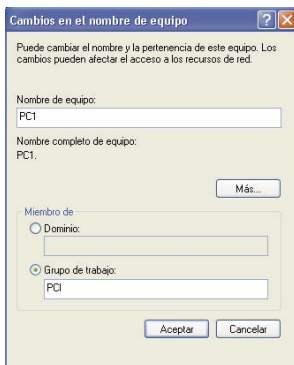 Cambios en el nombre de equipo
Puede cambiar el nombre y la pertenencia de este equipo. Los
cambios pueden afectar el acceso a los recursos de red.
Nombre de equipo:
PC1
Nombre completo de equipo:
PC1.
Más...
Miembro de
Dominio:
Grupo de trabajo:
PCI
Aceptar Cancelar